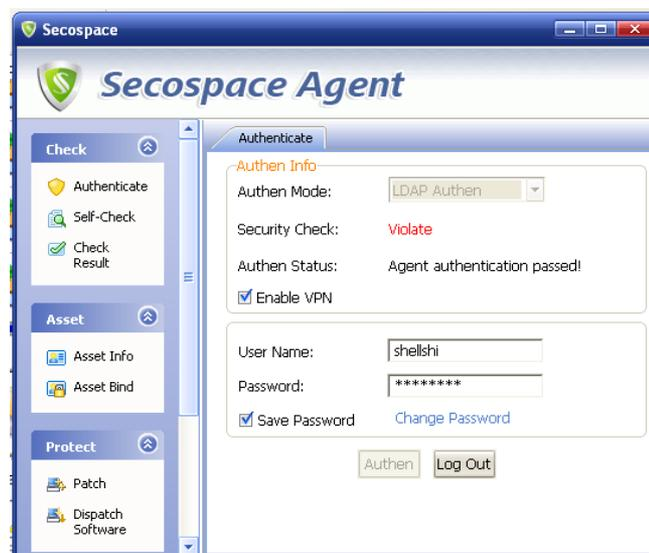 Secospace
Secospace Agent
Check
Authenticate
Self-Check
Check
Result
Asset
Asset Info
Asset Bind
Protect
Patch
Dispatch
Software
Authenticate
Authen Info
Authen Mode: LDAP Authen
Security Check: Violate
Authen Status: Agent authentication passed!
Enable VPN
User Name: shellshi
Password: ********
Save Password Change Password
Authen Log Out